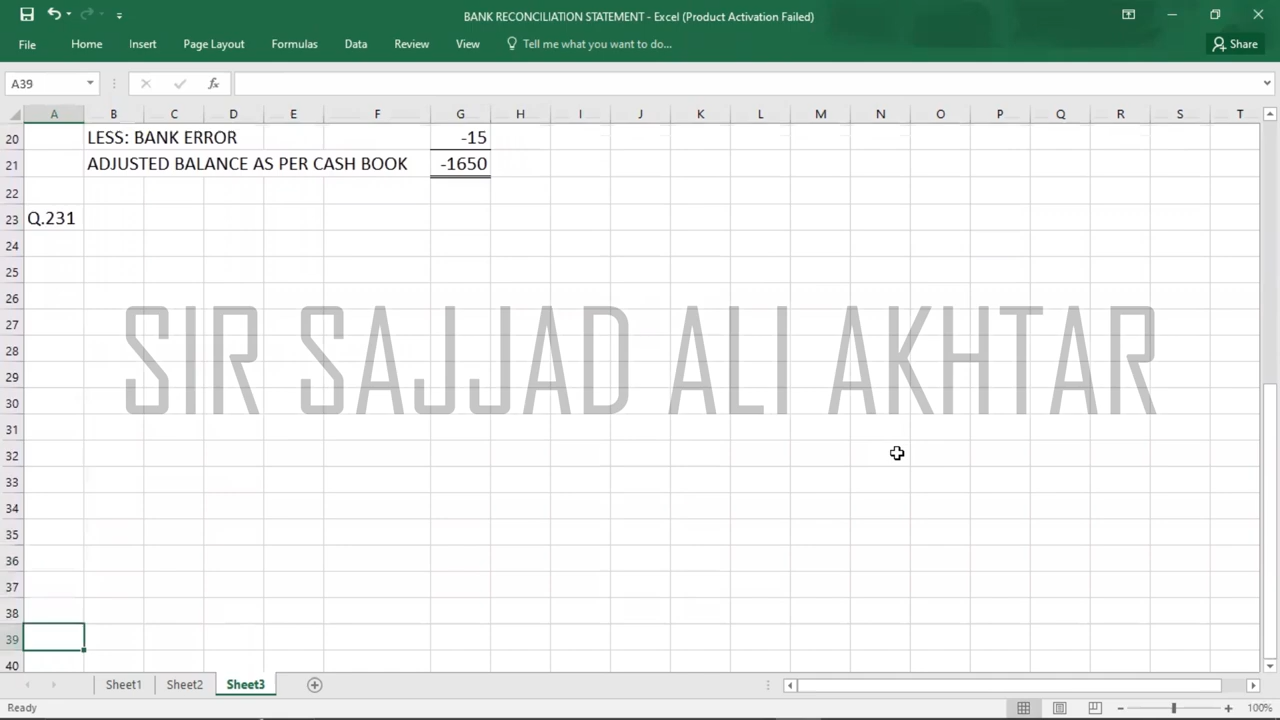 BANK RECONCILIATION STATEMENT - Excel (Product Activation Failed)
File Home Insert Page Layout Formulas Data Review View Tell me what you want to do... Share
A39 fx
A B C D E F G H I J K L M N O P Q R S T
20 LESS: BANK ERROR -15
21 ADJUSTED BALANCE AS PER CASH BOOK -1650
22
23 Q.231
24
25
26
27
28
29
30
SIR SAJJAD ALI AKHTAR
31
32
33
34
35
36
37
38
39
40
Sheet1 Sheet2 Sheet3
Ready 100%